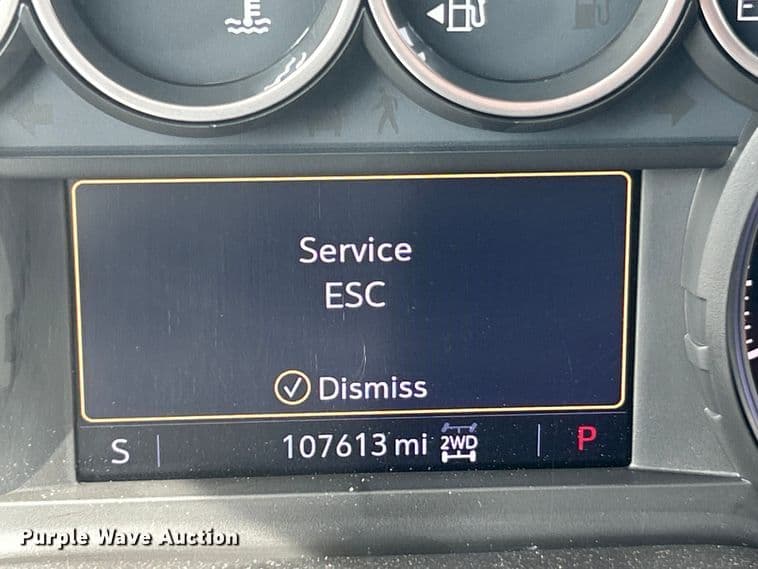 E
Service
ESC
Dismiss
S 107613 mi 2WD P
Purple Wave Auction